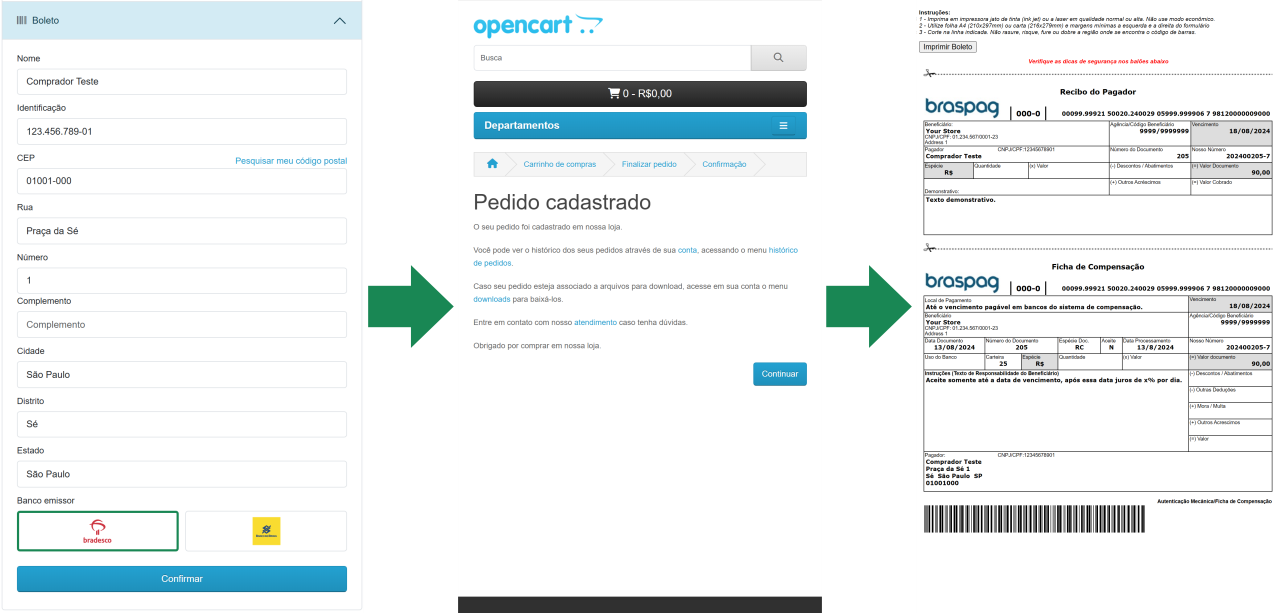 Boleto
Nome
Comprador Teste
Identificação
123.456.789-01
CEP
Pesquisar meu código postal
01001-000
Rua
Praça da Sé
Número
1
Complemento
Complemento
Cidade
São Paulo
Distrito
Sé
Estado
São Paulo
Banco emissor
bradesco
Confirmar
opencart
Busca
0 - R$0,00
Departamentos
Carrinho de compras
Finalizar pedido
Confirmação
Pedido cadastrado
O seu pedido foi cadastrado em nossa loja.
Você pode ver o histórico dos seus pedidos através de sua conta, acessando o menu histórico
de pedidos.
Caso seu pedido esteja associado a arquivos para download, acesse em sua conta o menu
downloads para baixá-los.
Entre em contato com nosso atendimento caso tenha dúvidas.
Obrigado por comprar em nossa loja.
Continuar
Instruções:
1 - Imprima em impressora jato de tinta (ink jet) ou a laser em qualidade normal ou alta. Não use modo econômico.
2 - Utilize folha A4 (210x297mm) ou carta (216x279mm) e margens mínimas a esquerda e a direita do formulário
3 - Corte na linha indicada. Não rasure, risque, fure ou dobre a região onde se encontra o código de barras.
Imprimir Boleto
Verifique as dicas de segurança nos balões abaixo
Recibo do Pagador
braspag 000-0 00099.99921 50020.240029 05999.999906 7 98120000009000
Beneficiário: Agência/Código Beneficiário Vencimento
Your Store 9999/9999999 18/08/2024
CNPJ/CPF: 01.234.567/0001-23
Address 1
Pagador CNPJ/CPF:12345678901 Número do Documento Nosso Número
Comprador Teste 205 202400205-7
Espécie Quantidade (x) Valor (-) Descontos / Abatimentos (=) Valor Documento
R$ 90,00
(+) Outros Acréscimos (=) Valor Cobrado
Demonstrativo:
Texto demonstrativo.
Ficha de Compensação
braspag 000-0 00099.99921 50020.240029 05999.999906 7 98120000009000
Local de Pagamento Vencimento
Até o vencimento pagável em bancos do sistema de compensação. 18/08/2024
Beneficiário Agência/Código Beneficiário
Your Store 9999/9999999
CNPJ/CPF: 01.234.567/0001-23
Address 1
Data Documento Número do Documento Espécie Doc. Aceite Data Processamento Nosso Número
13/08/2024 205 RC N 13/8/2024 202400205-7
Uso do Banco Carteira Espécie Quantidade (x) Valor (=) Valor documento
25 R$ 90,00
Instruções (Texto de Responsabilidade do Beneficiário) (-) Descontos / Abatimentos
Aceite somente até a data de vencimento, após essa data juros de x% por dia.
(-) Outras Deduções
(+) Mora / Multa
(+) Outros Acréscimos
(=) Valor
Pagador: CNPJ/CPF:12345678901
Comprador Teste
Praça da Sé 1
Sé São Paulo SP
01001000
Autenticação Mecânica/Ficha de Compensação